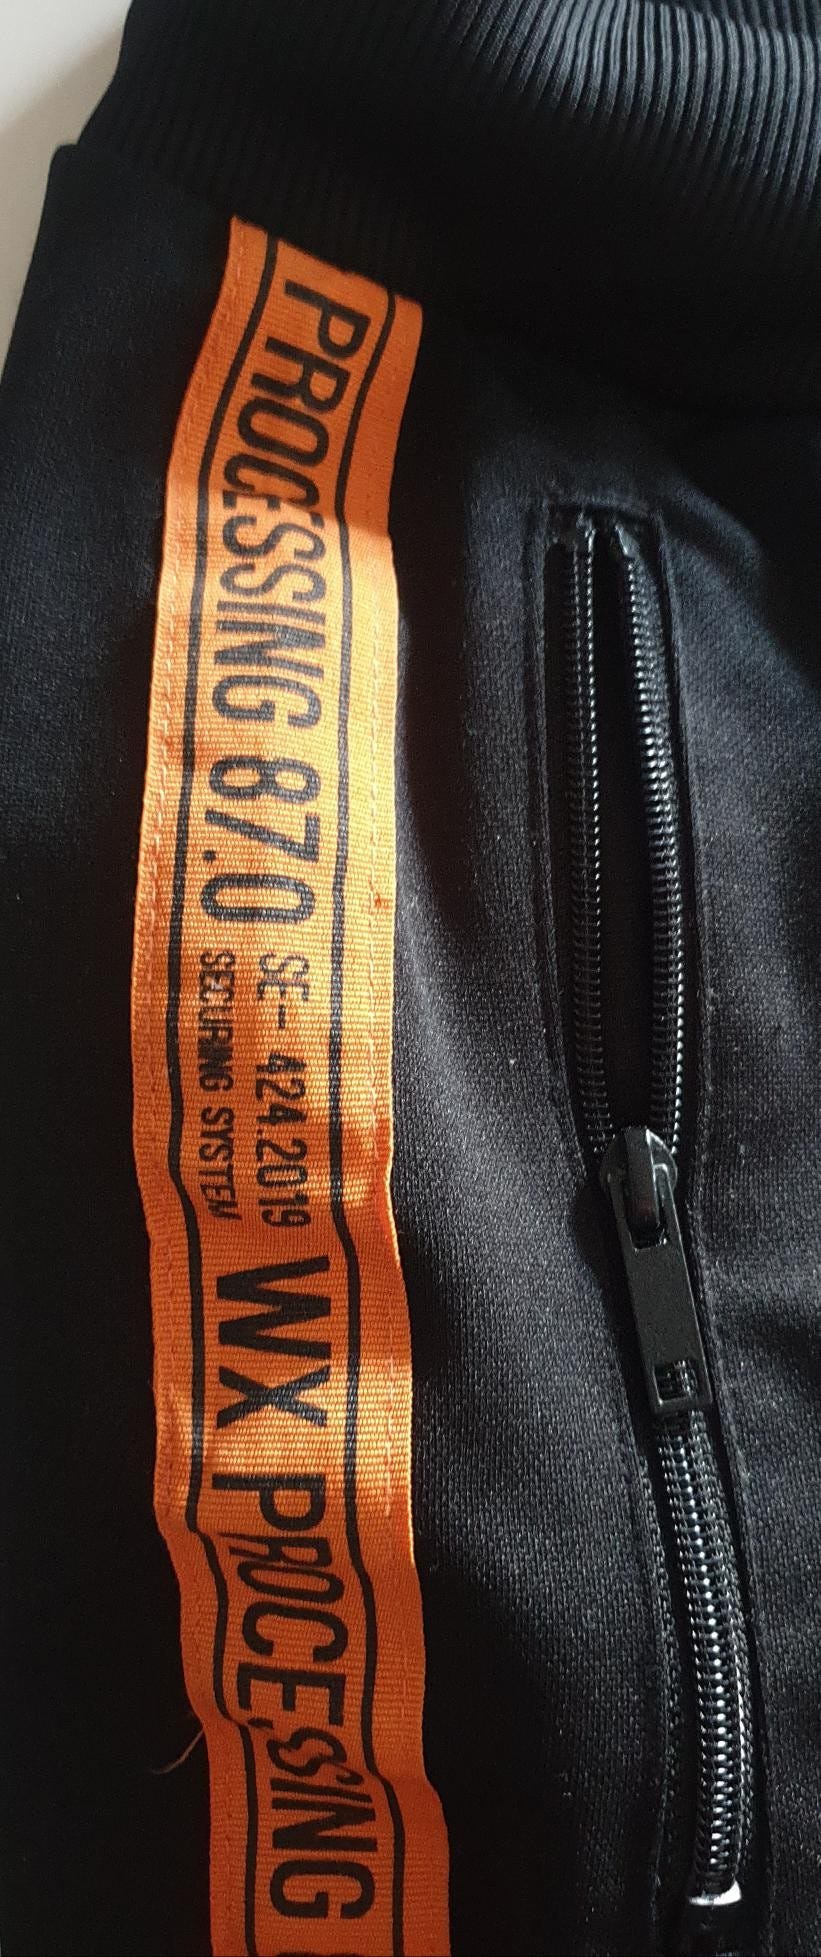 PROCESSING 87.0
SE- 424.2019
SECURING SYSTEM
WX PROCESSING